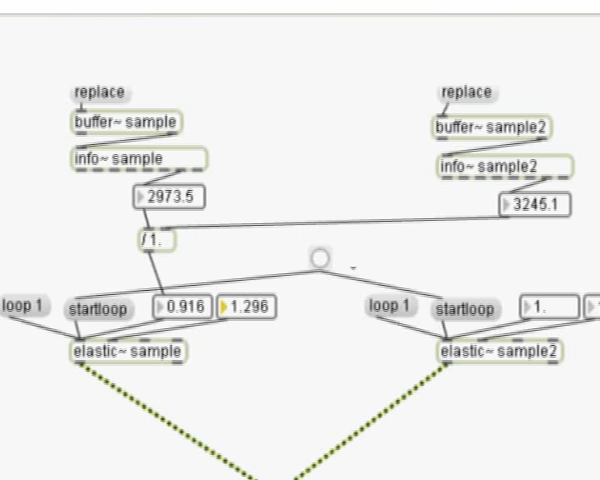 replace
replace
buffer~ sample
buffer~ sample2
info~ sample
info~ sample2
2973.5
3245.1
/ 1.
loop 1
startloop
0.916
1.296
loop 1
startloop
1.
elastic~ sample
elastic~ sample2